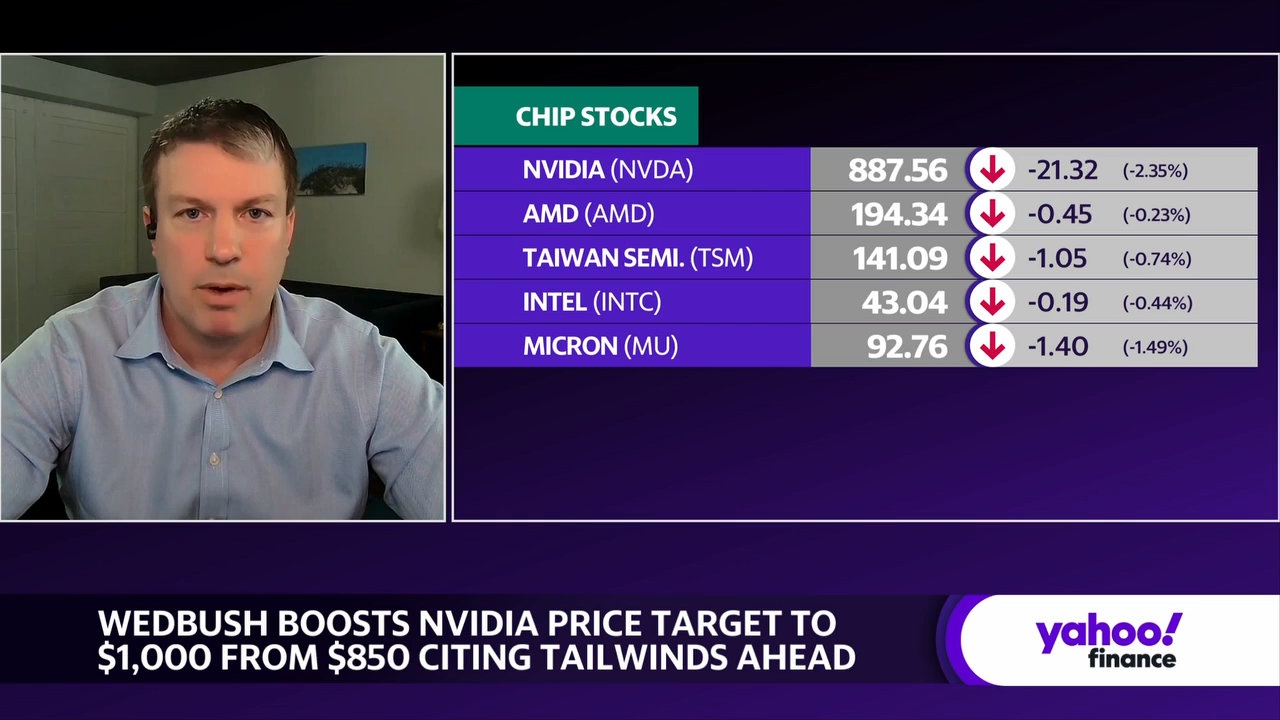 CHIP STOCKS
NVIDIA (NVDA) 887.56 -21.32 (-2.35%)
AMD (AMD) 194.34 -0.45 (-0.23%)
TAIWAN SEMI. (TSM) 141.09 -1.05 (-0.74%)
INTEL (INTC) 43.04 -0.19 (-0.44%)
MICRON (MU) 92.76 -1.40 (-1.49%)
WEDBUSH BOOSTS NVIDIA PRICE TARGET TO
$1,000 FROM $850 CITING TAILWINDS AHEAD
yahoo!
finance